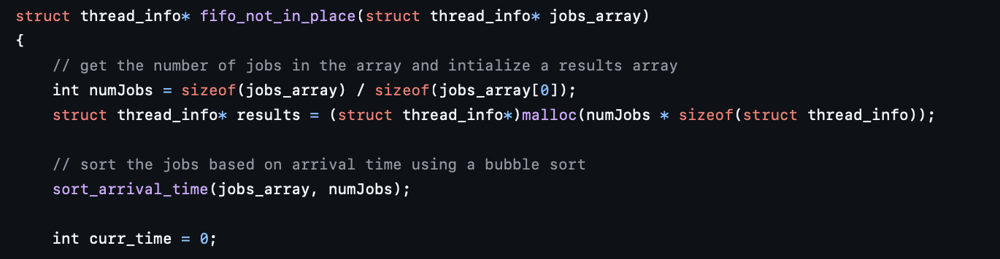 struct thread_info* fifo_not_in_place(struct thread_info* jobs_array)
{
    // get the number of jobs in the array and intialize a results array
    int numJobs = sizeof(jobs_array) / sizeof(jobs_array[0]);
    struct thread_info* results = (struct thread_info*)malloc(numJobs * sizeof(struct thread_info));

    // sort the jobs based on arrival time using a bubble sort
    sort_arrival_time(jobs_array, numJobs);

    int curr_time = 0;